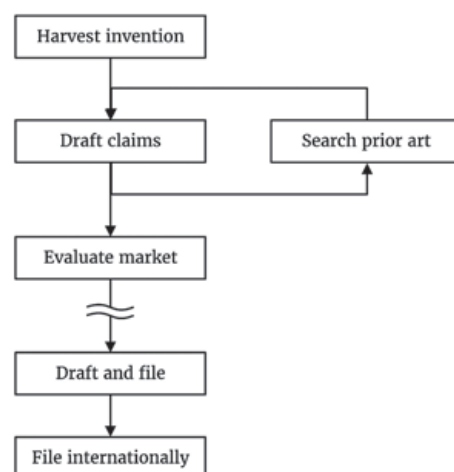 Harvest invention
Draft claims
Search prior art
Evaluate market
Draft and file
File internationally